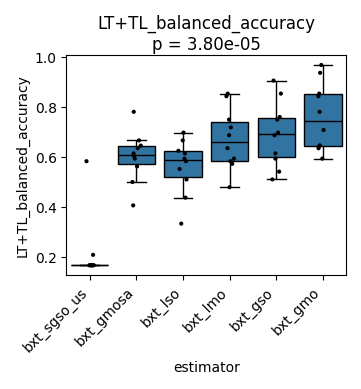 LT+TL_balanced_accuracy
p = 3.80e-05
LT+TL_balanced_accuracy
1.0
0.8
0.6
0.4
0.2
bxt_sgso_us
bxt_gmosa
bxt_lso
bxt_lmo
bxt_gso
bxt_gmo
estimator